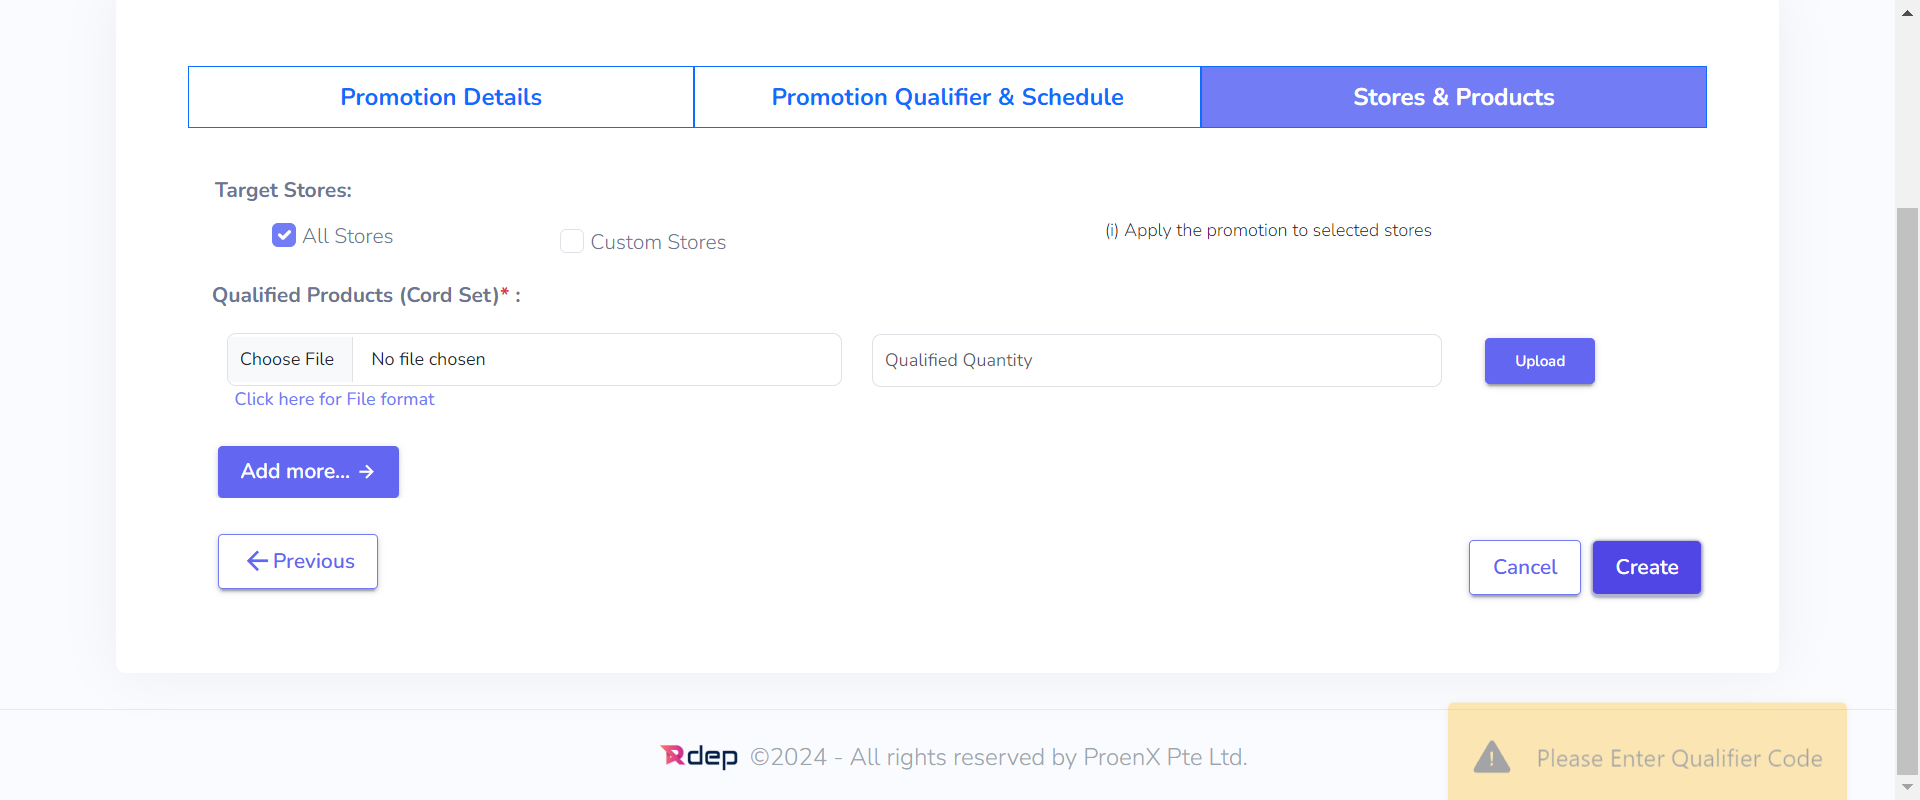 Promotion Details
Promotion Qualifier & Schedule
Stores & Products
Target Stores:
All Stores
Custom Stores
(i) Apply the promotion to selected stores
Qualified Products (Cord Set)* :
Choose File
No file chosen
Qualified Quantity
Upload
Click here for File format
Add more...
Previous
Cancel
Create
Rdep ©2024 - All rights reserved by ProenX Pte Ltd.
Please Enter Qualifier Code